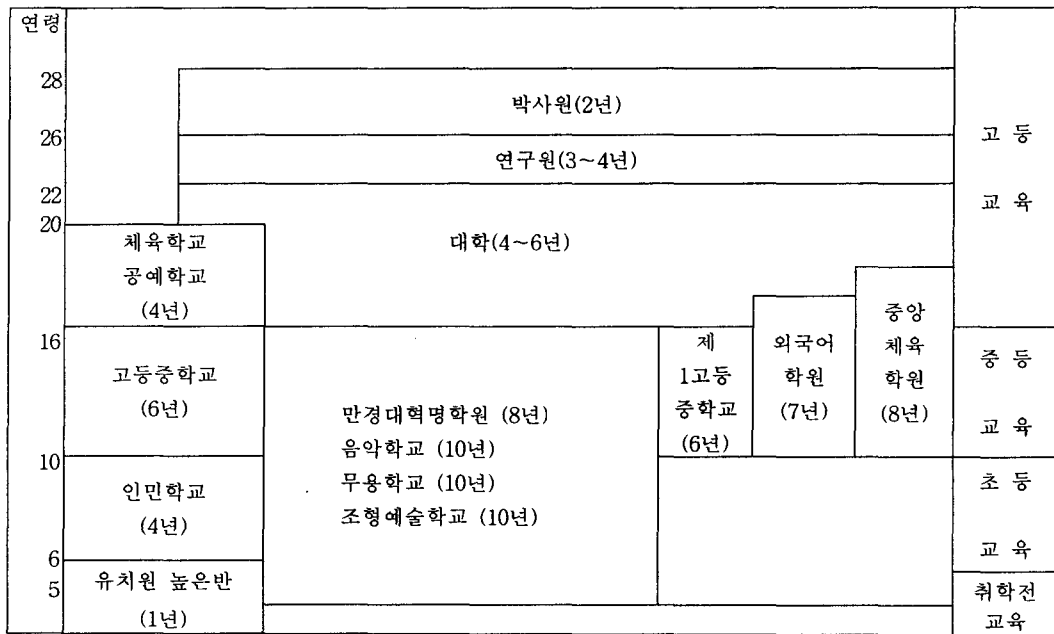 연령
28
박사원(2년)
26
연구원(3~4년)
고 등
교 육
22
20
대학(4~6년)
체육학교
공예학교
(4년)
16
고등중학교
(6년)
만경대혁명학원 (8년)
음악학교 (10년)
무용학교 (10년)
조형예술학교 (10년)
제
1고등
중학교
(6년)
외국어
학원
(7년)
중앙
체육
학원
(8년)
중 등
교 육
10
인민학교
(4년)
초 등
교 육
6
5
유치원 높은반
(1년)
취학전
교육